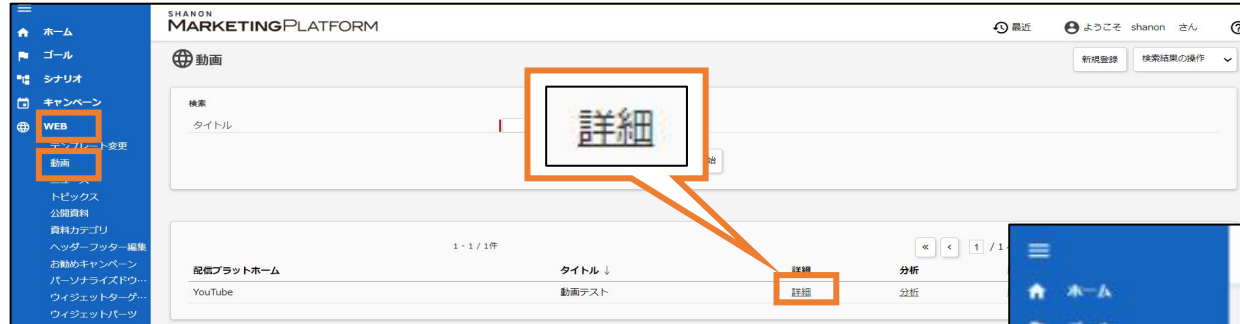 SHANON
MARKETINGPLATFORM
最近
ようこそ shanon さん
ホーム
ゴール
シナリオ
キャンペーン
WEB
テンプレート変更
動画
トピックス
公開資料
資料カテゴリ
ヘッダーフッター編集
お勧めキャンペーン
パーソナライズドウ…
ウィジェットターゲ…
ウィジェットパーツ
動画
新規登録
検索結果の操作
検索
タイトル
詳細
始
1 - 1 / 1件
« ‹ 1 / 1
配信プラットホーム タイトル ↓ 詳細 分析
YouTube 動画テスト 詳細 分析
ホーム